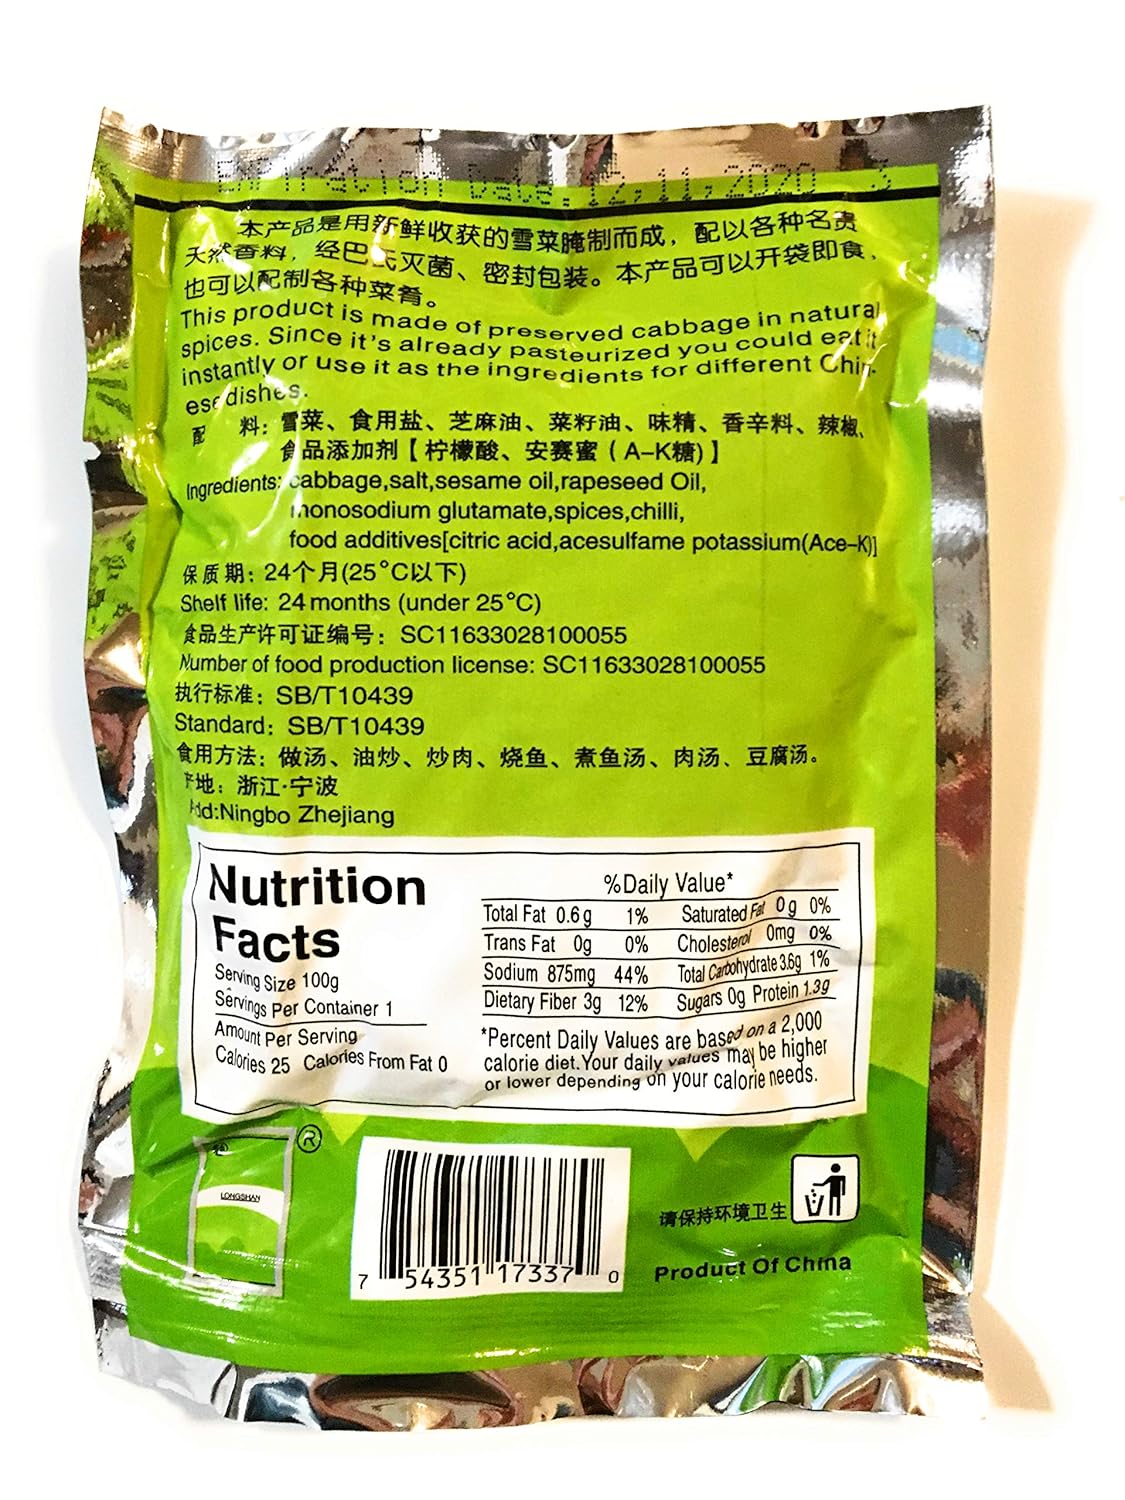 Expiration Date: 12,11,2020 3
本产品是用新鲜收获的雪菜腌制而成，配以各种名贵
天然香料，经巴氏灭菌、密封包装。本产品可以开袋即食，
也可以配制各种菜肴。
This product is made of preserved cabbage in natural
spices. Since it's already pasteurized you could eat it
instantly or use it as the ingredients for different Chin-
ese dishes.
配 料：雪菜、食用盐、芝麻油、菜籽油、味精、香辛料、辣椒、
食品添加剂【柠檬酸、安赛蜜（A-K糖)】
Ingredients: cabbage,salt,sesame oil,rapeseed Oil,
monosodium glutamate,spices,chilli,
food additives[citric acid,acesulfame potassium(Ace-K)]
保质期：24个月(25°C以下)
Shelf life: 24 months (under 25°C)
食品生产许可证编号：SC11633028100055
Number of food production license: SC11633028100055
执行标准：SB/T10439
Standard: SB/T10439
食用方法：做汤、油炒、炒肉、烧鱼、煮鱼汤、肉汤、豆腐汤。
产地：浙江·宁波
Add:Ningbo Zhejiang
Nutrition
Facts
Serving Size 100g
Servings Per Container 1
Amount Per Serving
Calories 25 Calories From Fat 0
%Daily Value*
Total Fat 0.6g 1% Saturated Fat 0g 0%
Trans Fat 0g 0% Cholesterol 0mg 0%
Sodium 875mg 44% Total Carbohydrate 3.6g 1%
Dietary Fiber 3g 12% Sugars 0g Protein 1.3g
*Percent Daily Values are based on a 2,000
calorie diet.Your daily values may be higher
or lower depending on your calorie needs.
®
LONGSHAN
7 54351 17337 0
请保持环境卫生
Product Of China